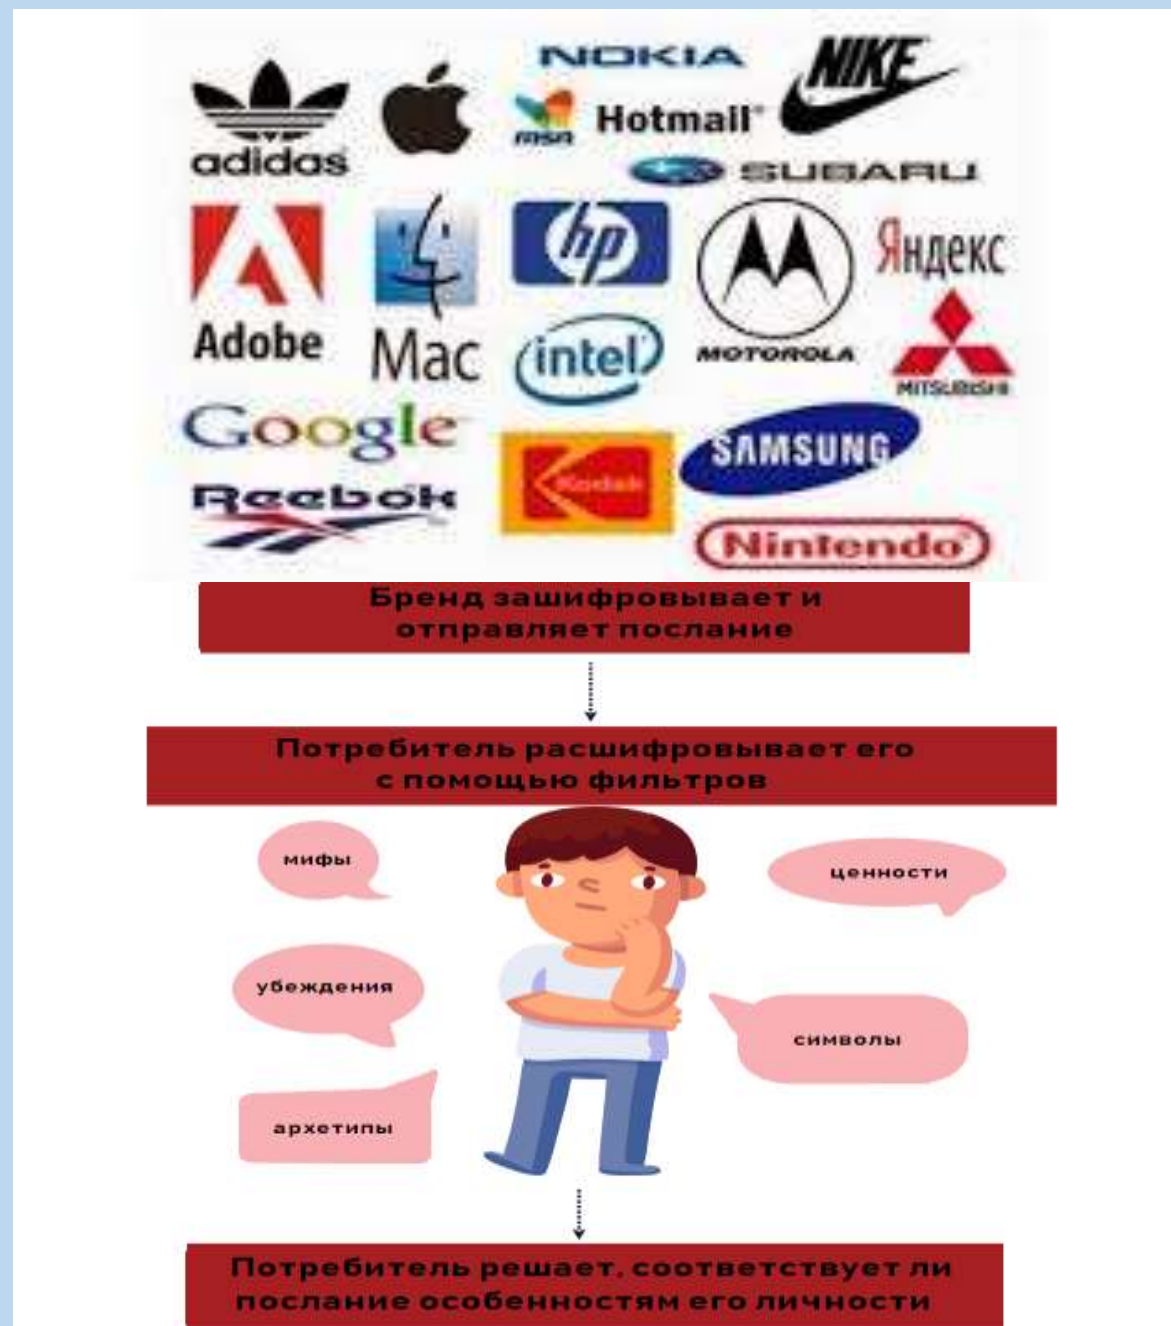 NOKIA
NIKE
adidas
msn
Hotmail®
SUBARU
hp
Яндекс
Adobe
Mac
intel
MOTOROLA
MITSUBISHI
Google
Kodak
SAMSUNG
Reebok
Nintendo®
Бренд зашифровывает и
отправляет послание
Потребитель расшифровывает его
с помощью фильтров
мифы
ценности
убеждения
символы
архетипы
Потребитель решает, соответствует ли
послание особенностям его личности